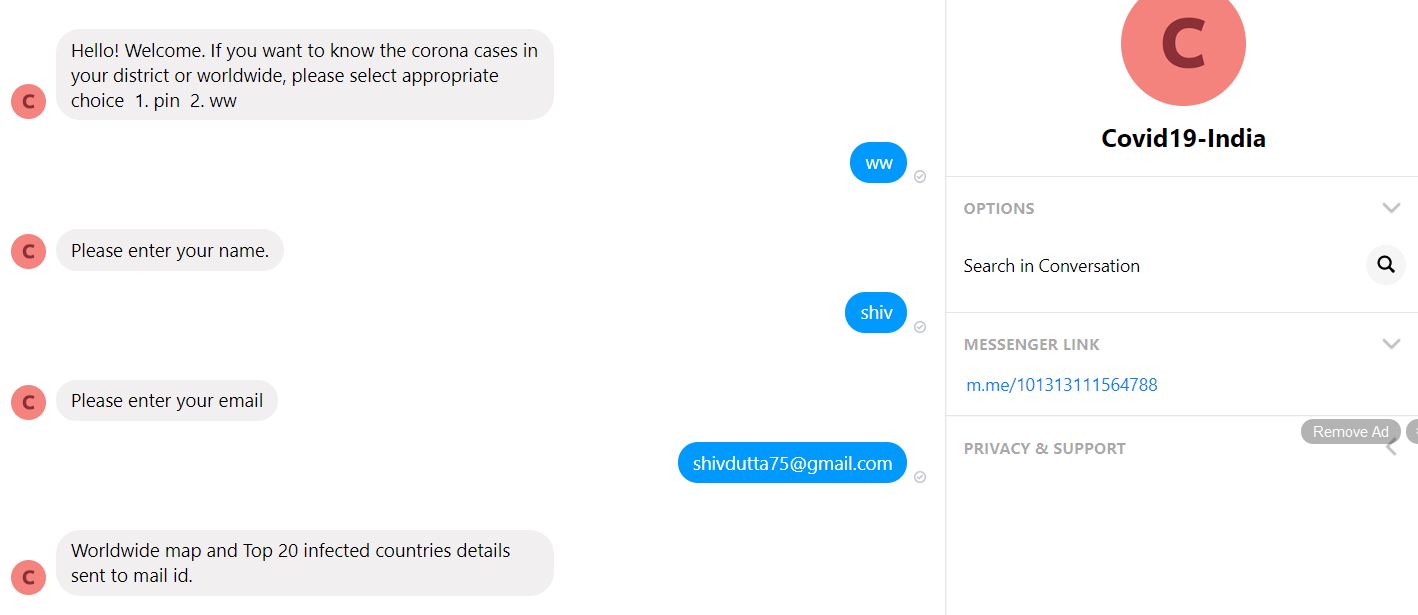 Hello! Welcome. If you want to know the corona cases in
your district or worldwide, please select appropriate
choice  1. pin  2. ww
C
ww
Please enter your name.
C
shiv
Please enter your email
C
shivdutta75@gmail.com
Worldwide map and Top 20 infected countries details
sent to mail id.
C
C
Covid19-India
OPTIONS
Search in Conversation
MESSENGER LINK
m.me/101313111564788
Remove Ad
PRIVACY & SUPPORT